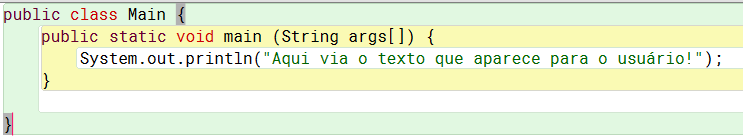 public class Main {
public static void main (String args[]) {
System.out.println("Aqui via o texto que aparece para o usuário!");
}
}